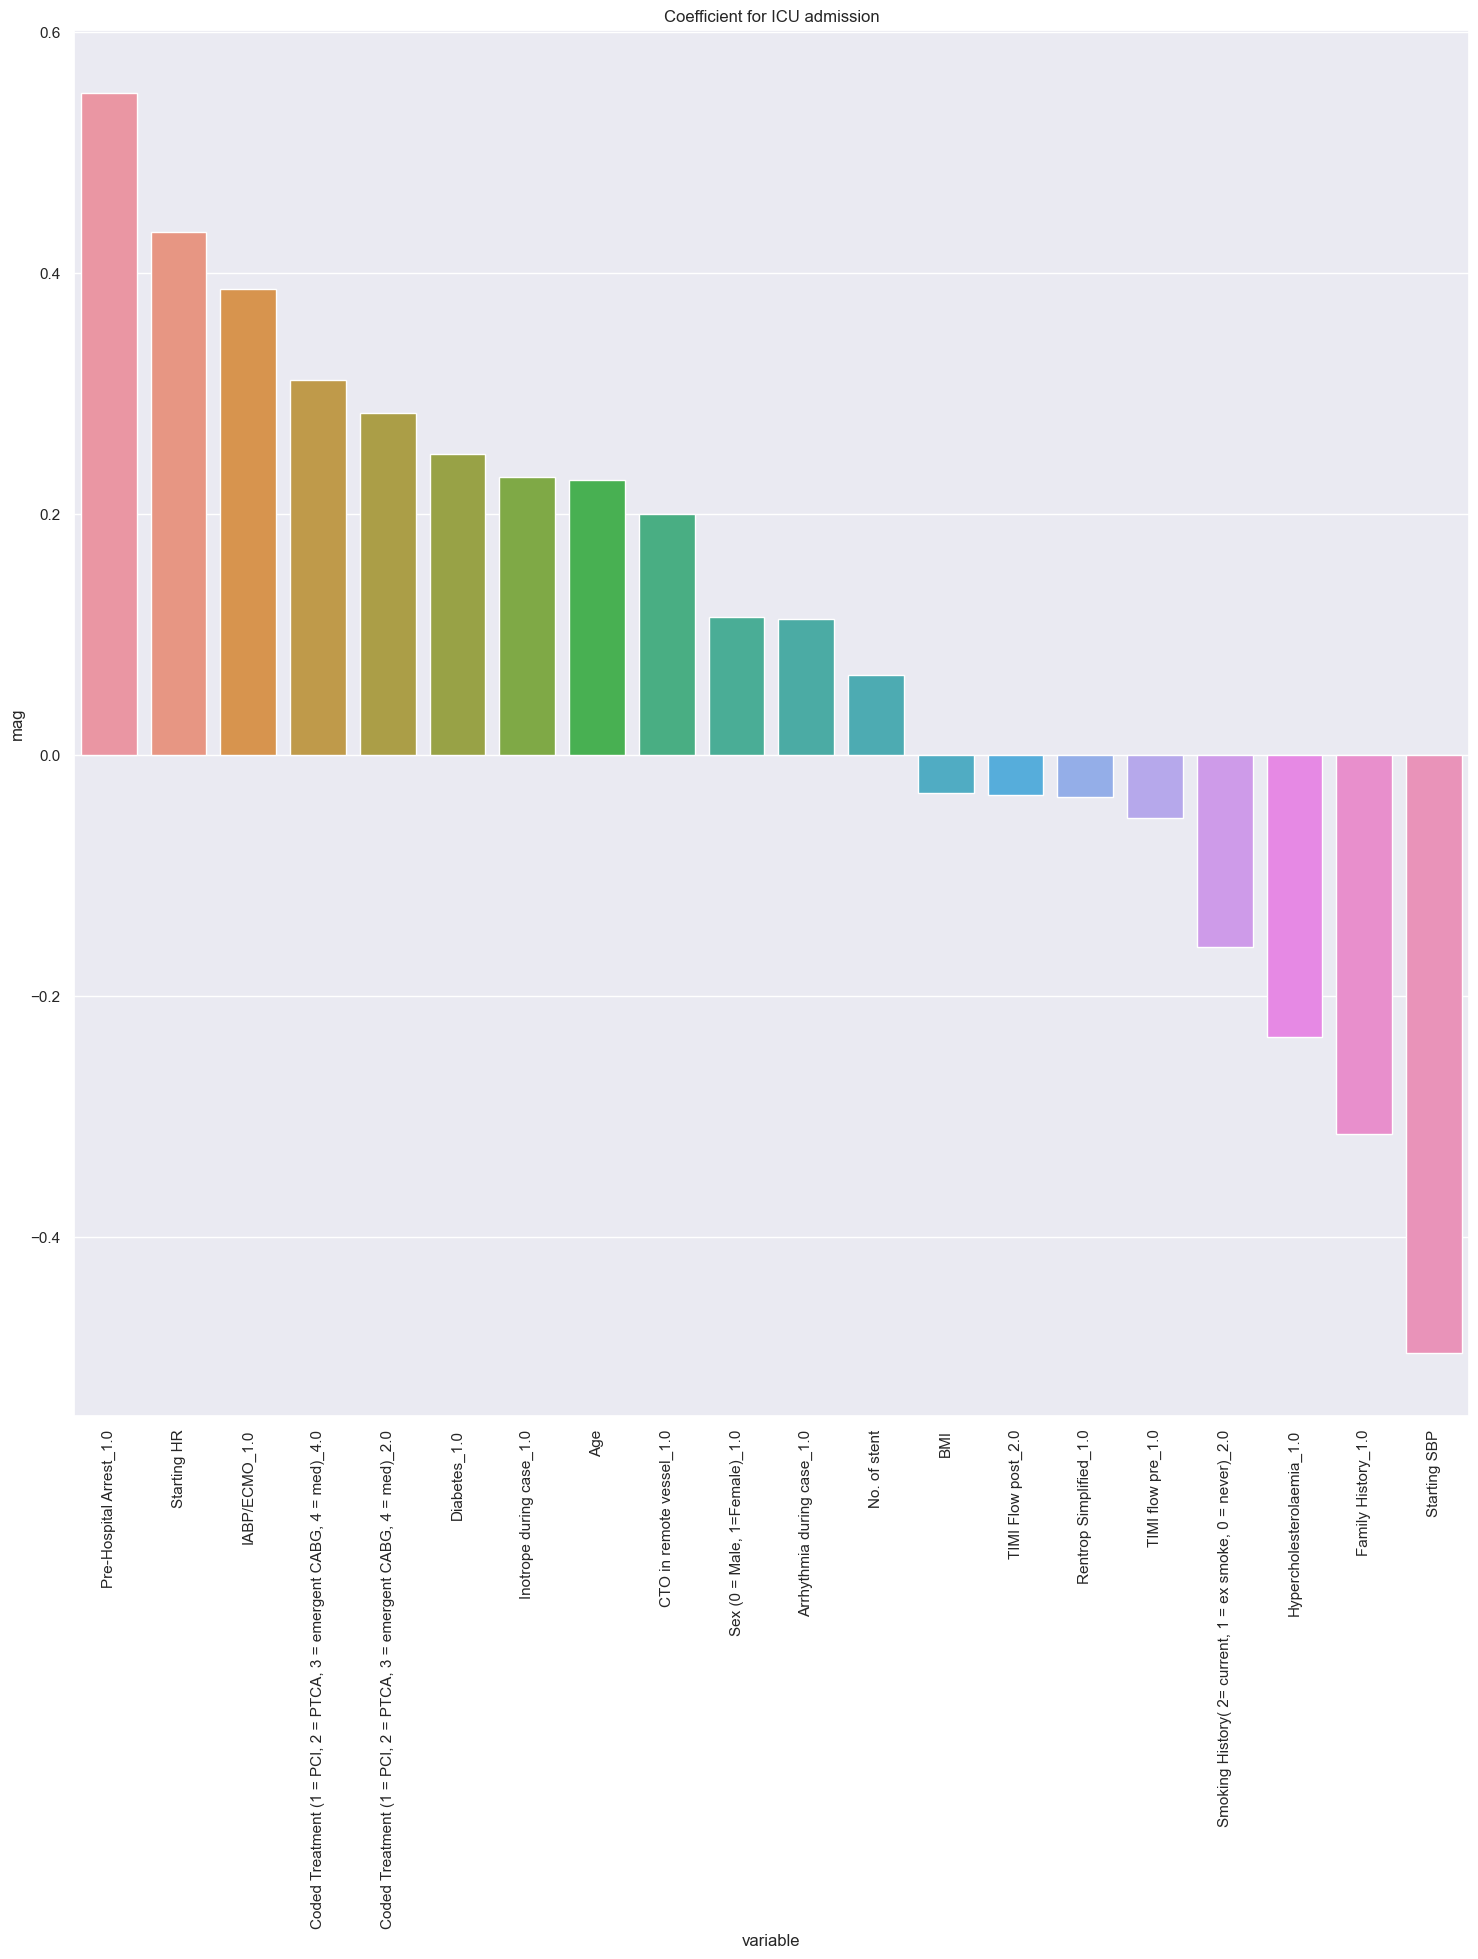 Coefficient for ICU admission
0.6
0.4
0.2
0.0
−0.2
−0.4
mag
Pre-Hospital Arrest_1.0
Starting HR
IABP/ECMO_1.0
Coded Treatment (1 = PCI, 2 = PTCA, 3 = emergent CABG, 4 = med)_4.0
Coded Treatment (1 = PCI, 2 = PTCA, 3 = emergent CABG, 4 = med)_2.0
Diabetes_1.0
Inotrope during case_1.0
Age
CTO in remote vessel_1.0
Sex (0 = Male, 1=Female)_1.0
Arrhythmia during case_1.0
No. of stent
BMI
TIMI Flow post_2.0
Rentrop Simplified_1.0
TIMI flow pre_1.0
Smoking History( 2= current, 1 = ex smoke, 0 = never)_2.0
Hypercholesterolaemia_1.0
Family History_1.0
Starting SBP
variable